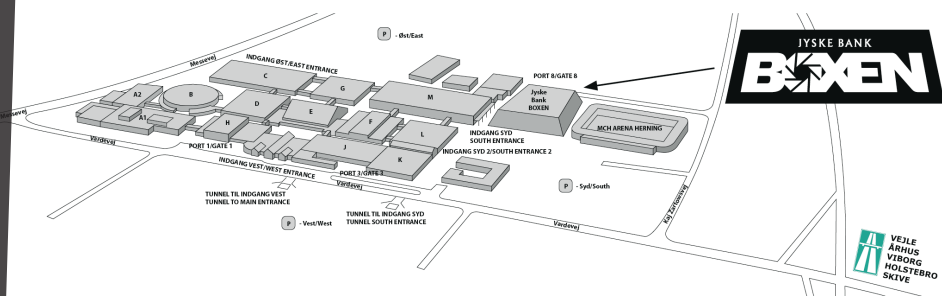 P - Øst/East
JYSKE BANK
BOXEN
Messevej
INDGANG ØST/EAST ENTRANCE
PORT 8/GATE 8
C
G
A2
B
M
Jyske
Bank
BOXEN
D
E
Messevej
A1
H
F
L
MCH ARENA HERNING
INDGANG SYD
SOUTH ENTRANCE
Vardevej
PORT 1/GATE 1
J
K
INDGANG SYD 2/SOUTH ENTRANCE 2
INDGANG VEST/WEST ENTRANCE
PORT 3/GATE 3
Vardevej
P - Syd/South
TUNNEL TIL INDGANG VEST
TUNNEL TO MAIN ENTRANCE
TUNNEL TIL INDGANG SYD
TUNNEL SOUTH ENTRANCE
P - Vest/West
Vardevej
Kaj Zartowsvej
VEJLE
ÅRHUS
VIBORG
HOLSTEBRO
SKIVE